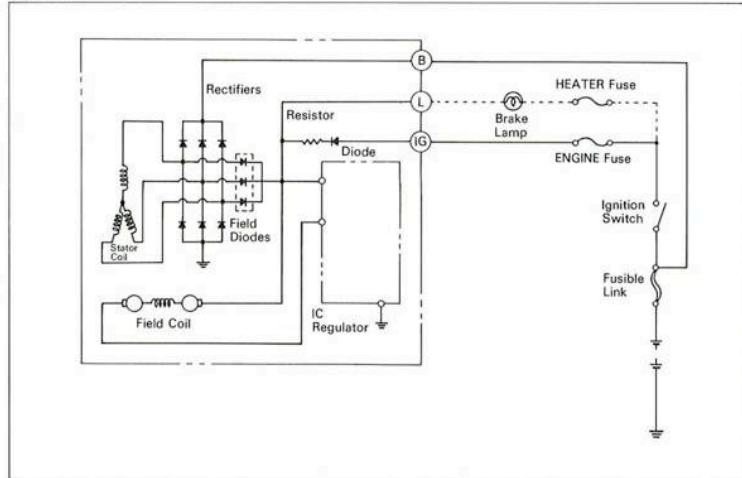 B
Rectifiers
HEATER Fuse
L
Resistor
Brake
Lamp
IG
Diode
ENGINE Fuse
Ignition
Switch
Field
Diodes
Stator
Coil
Fusible
Link
IC
Regulator
Field Coil